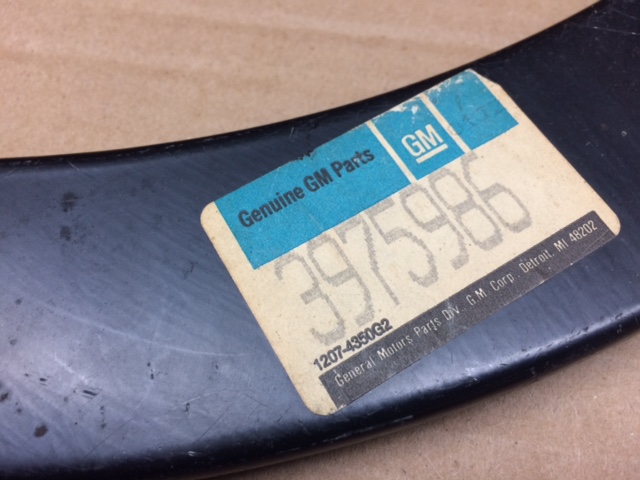 Genuine GM Parts
GM
3975986
1207-4350G2
General Motors Parts Div., G.M. Corp., Detroit, MI 48202